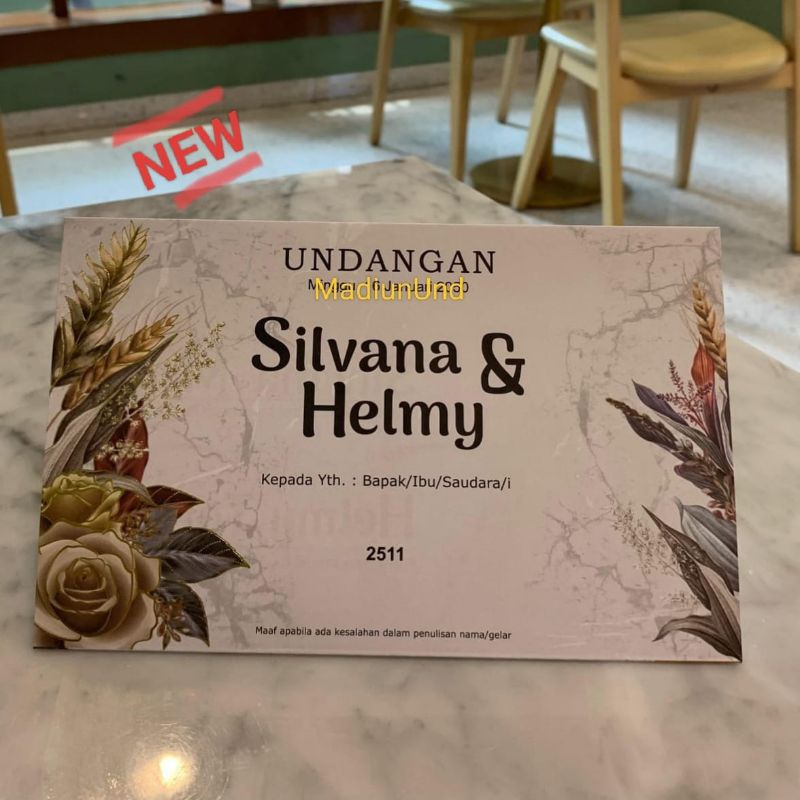 NEW
UNDANGAN
Minggu
MadiunUnd
Silvana &
Helmy
Kepada Yth. : Bapak/Ibu/Saudara/i
2511
Maaf apabila ada kesalahan dalam penulisan nama/gelar